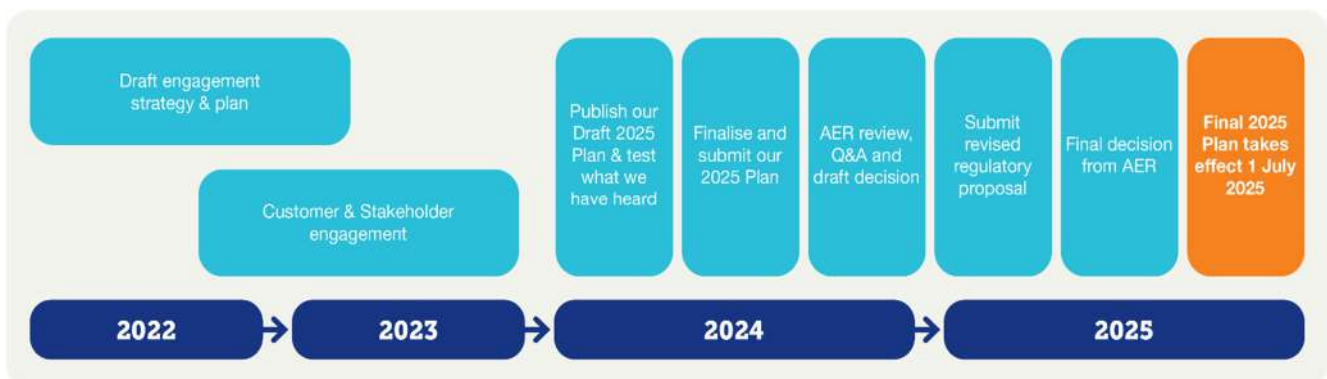 Draft engagement
strategy & plan
Customer & Stakeholder
engagement
Publish our
Draft 2025
Plan & test
what we
have heard
Finalise and
submit our
2025 Plan
AER review,
Q&A and
draft decision
Submit
revised
regulatory
proposal
Final decision
from AER
Final 2025
Plan takes
effect 1 July
2025
2022
2023
2024
2025